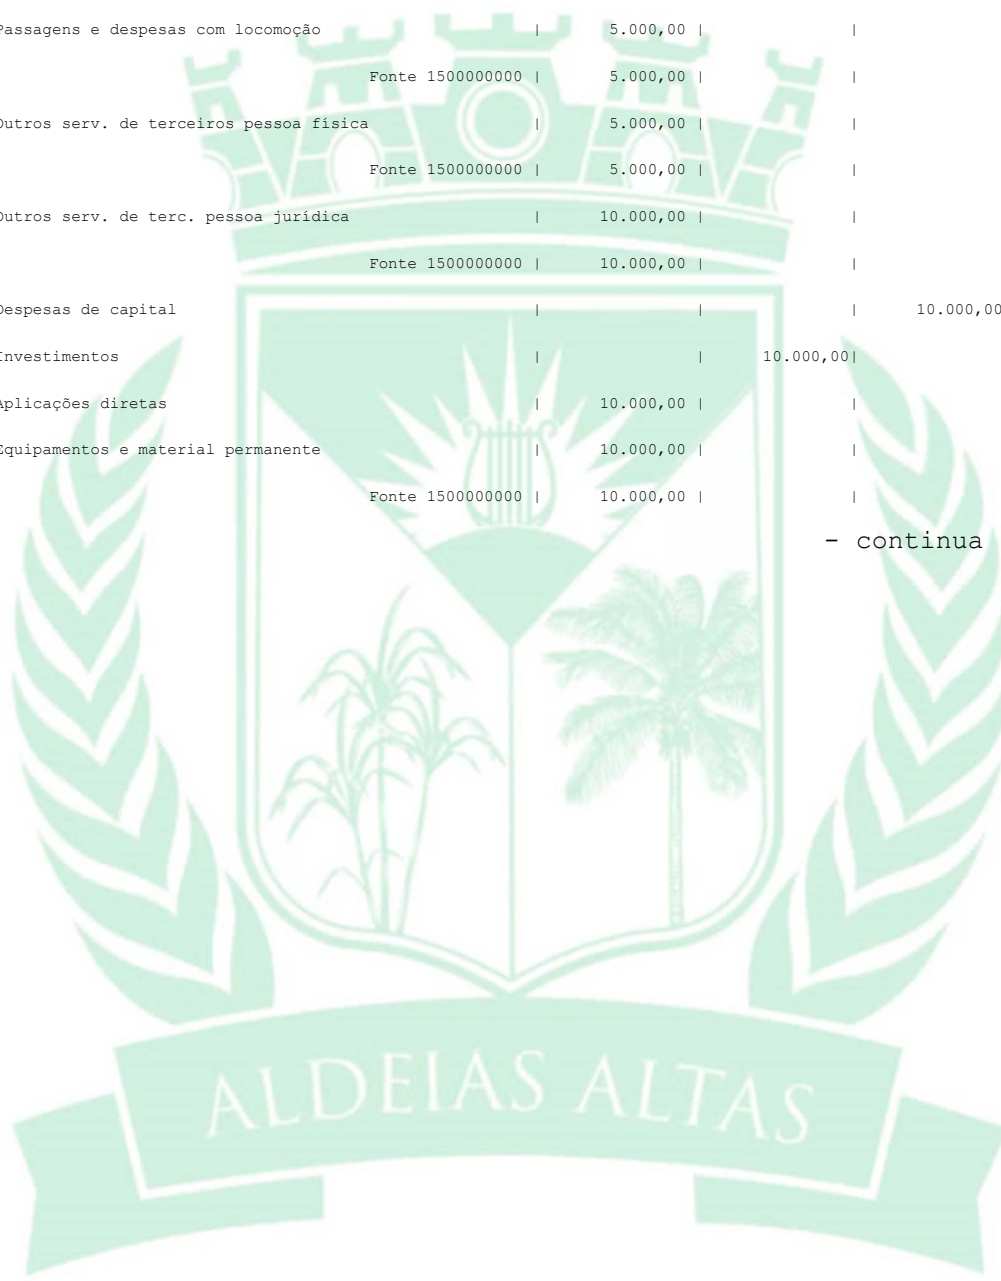 Passagens e despesas com locomoção | 5.000,00 | |
Fonte 1500000000 | 5.000,00 | |
Outros serv. de terceiros pessoa física | 5.000,00 | |
Fonte 1500000000 | 5.000,00 | |
Outros serv. de terc. pessoa jurídica | 10.000,00 | |
Fonte 1500000000 | 10.000,00 | |
Despesas de capital | | | 10.000,00
Investimentos | | 10.000,00|
Aplicações diretas | 10.000,00 | |
Equipamentos e material permanente | 10.000,00 | |
Fonte 1500000000 | 10.000,00 | |
- continua
ALDEIAS ALTAS